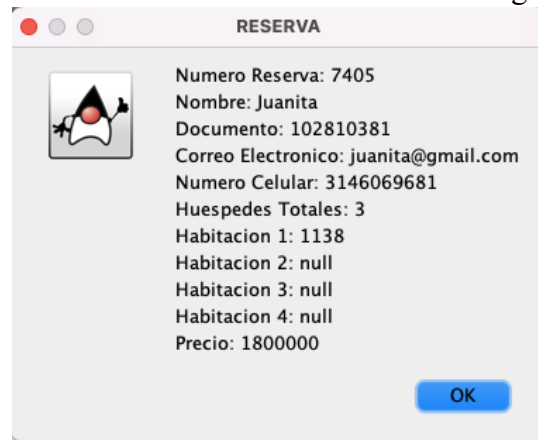 RESERVA
Numero Reserva: 7405
Nombre: Juanita
Documento: 102810381
Correo Electronico: juanita@gmail.com
Numero Celular: 3146069681
Huespedes Totales: 3
Habitacion 1: 1138
Habitacion 2: null
Habitacion 3: null
Habitacion 4: null
Precio: 1800000
OK